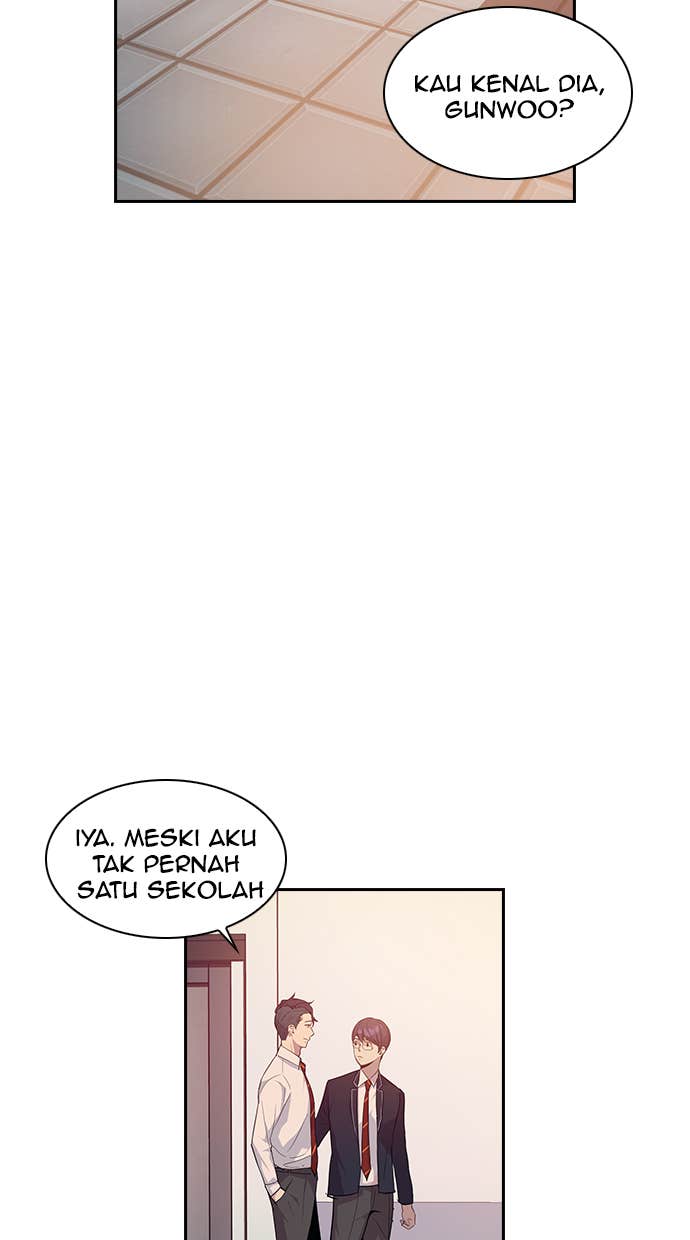 KAU KENAL DIA,
GUNWOO?
IYA. MESKI AKU
TAK PERNAH
SATU SEKOLAH